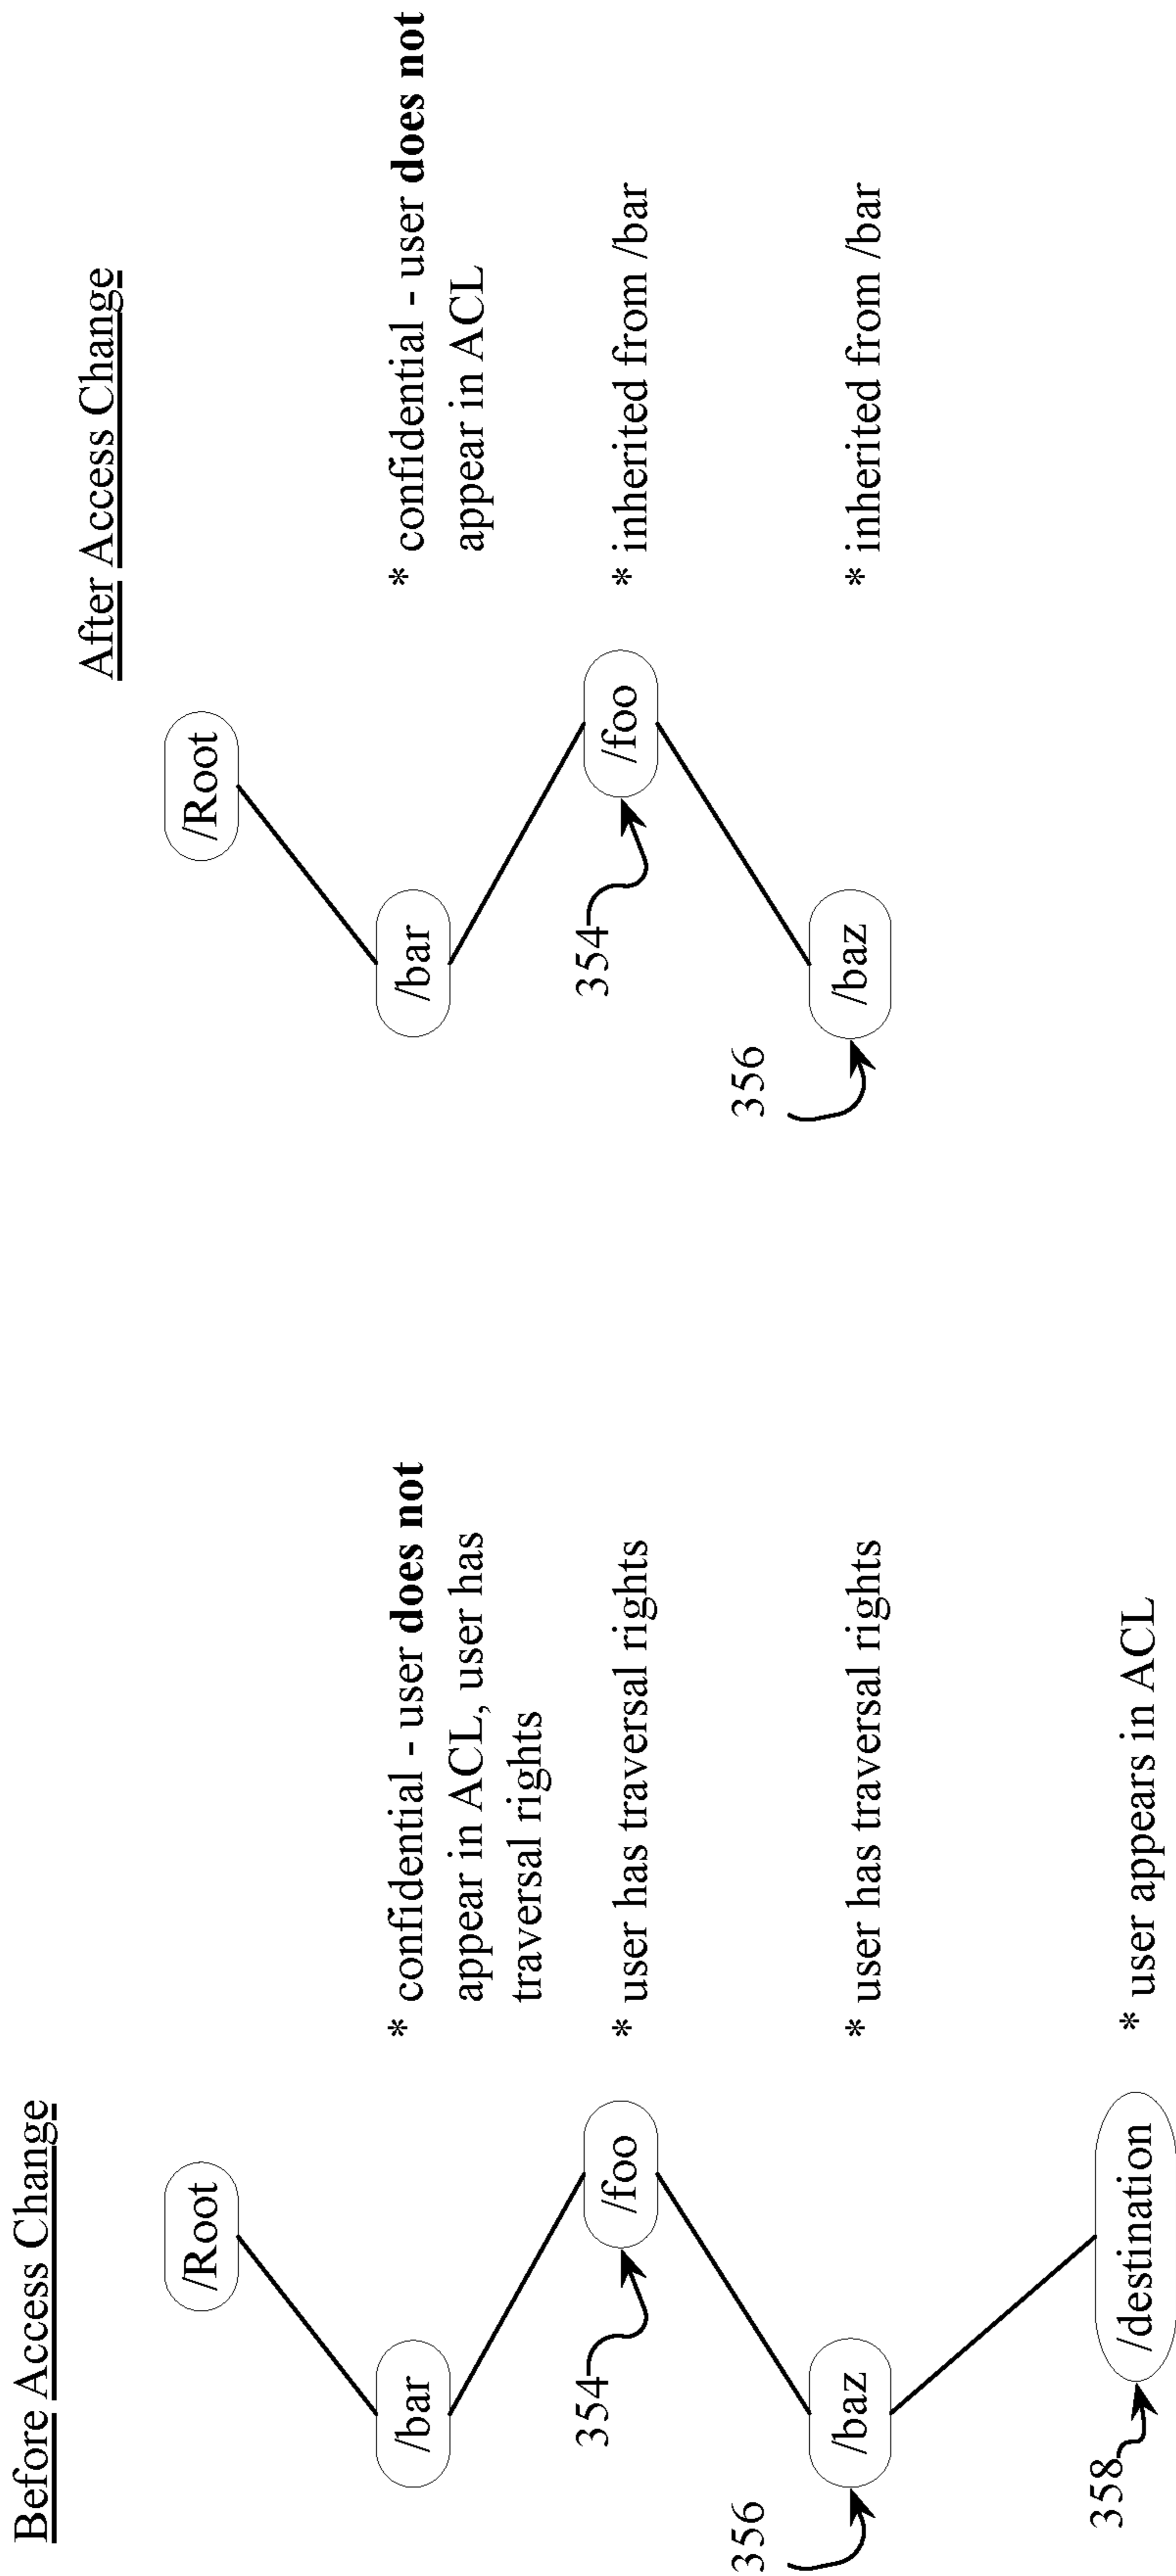 Before Access Change
/Root
/bar
* confidential - user does not
appear in ACL, user has
traversal rights
/foo
354
* user has traversal rights
/baz
356
* user has traversal rights
/destination
358
* user appears in ACL
After Access Change
/Root
/bar
* confidential - user does not
appear in ACL
/foo
354
* inherited from /bar
/baz
356
* inherited from /bar